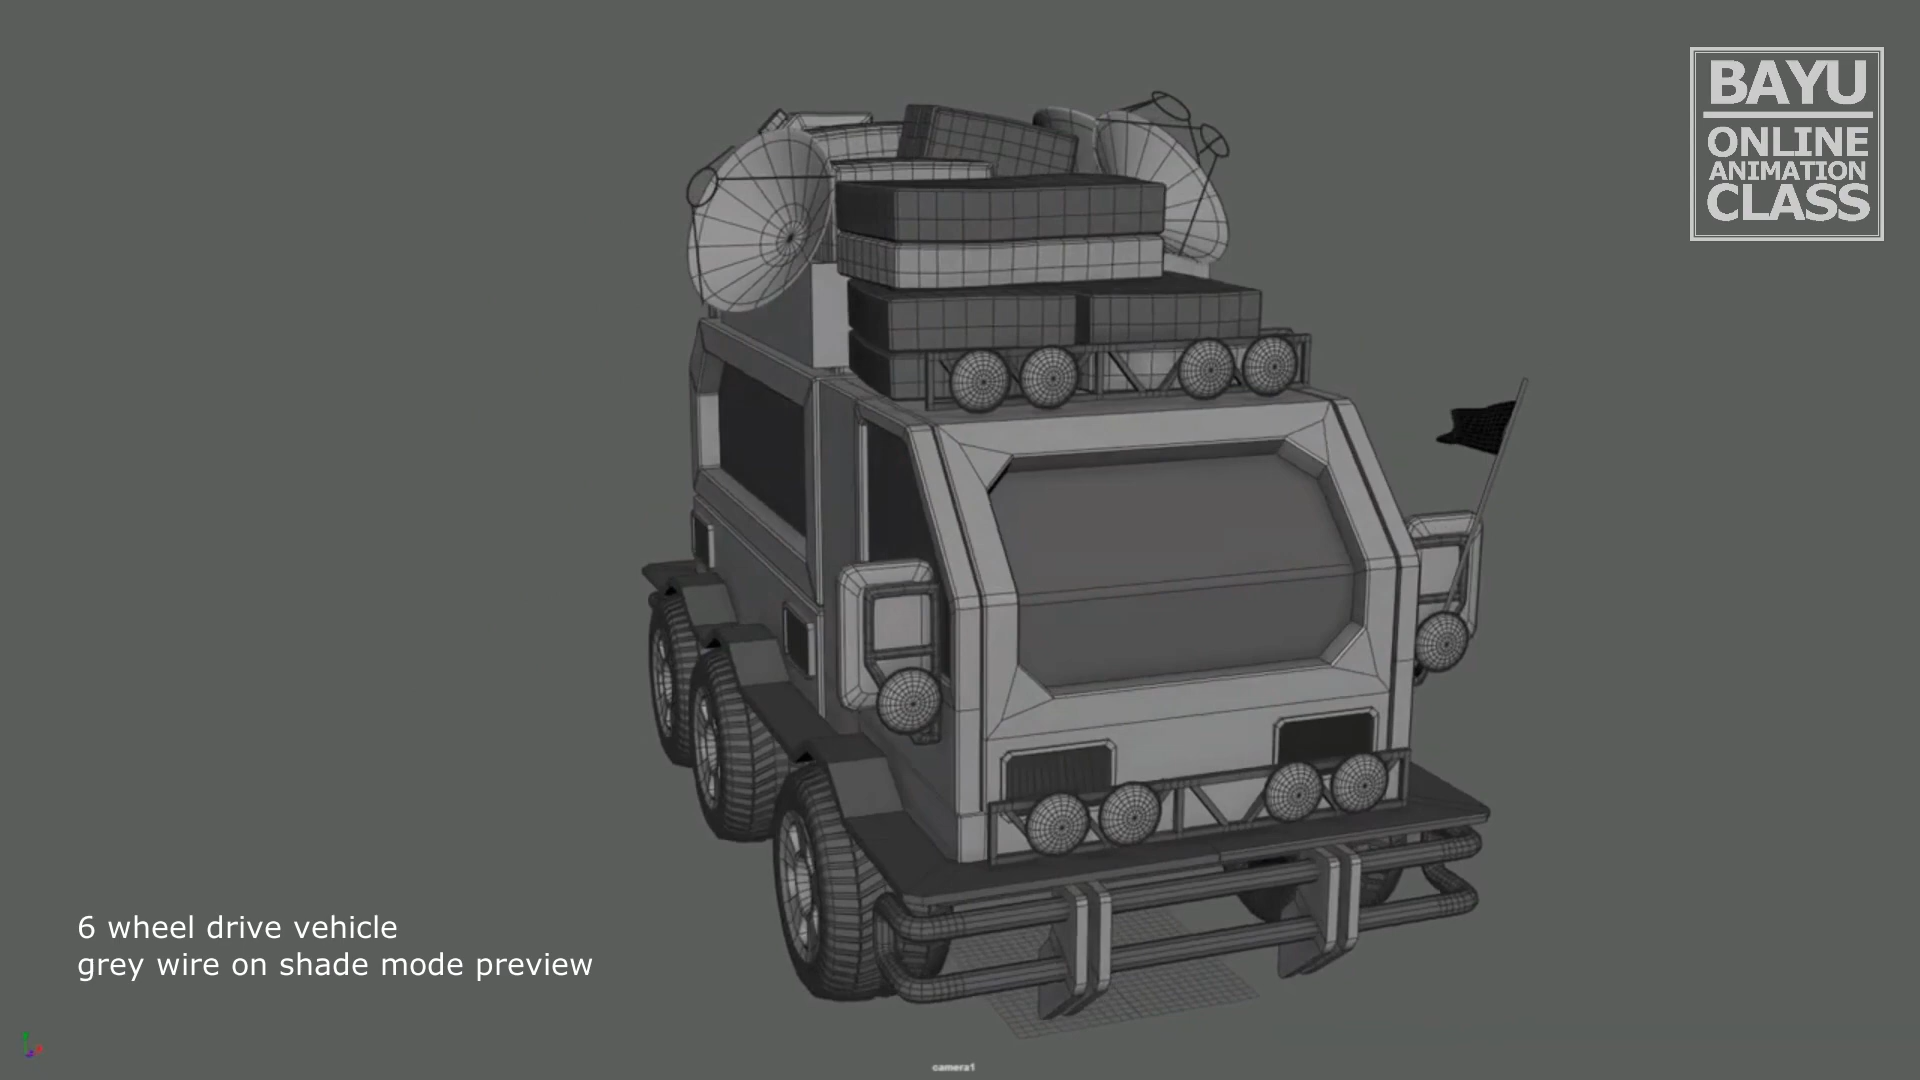 BAYU
ONLINE
ANIMATION
CLASS
6 wheel drive vehicle
grey wire on shade mode preview
camera1